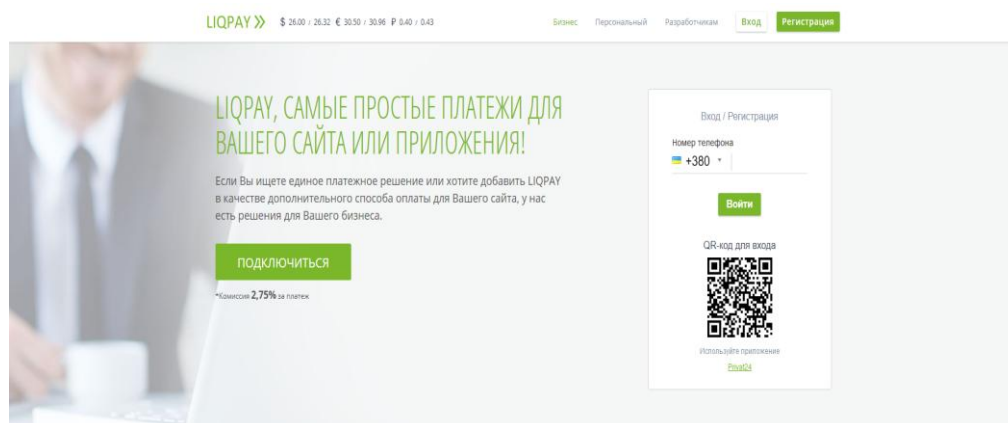 LIQPAY
$ 26.00 / 26.32 € 30.50 / 30.96 ₽ 0.40 / 0.43
Бизнес Персональный Разработчикам Вход Регистрация
LIQPAY, САМЫЕ ПРОСТЫЕ ПЛАТЕЖИ ДЛЯ
ВАШЕГО САЙТА ИЛИ ПРИЛОЖЕНИЯ!
Если Вы ищете единое платежное решение или хотите добавить LIQPAY
в качестве дополнительного способа оплаты для Вашего сайта, у нас
есть решения для Вашего бизнеса.
ПОДКЛЮЧИТЬСЯ
*Комиссия 2,75% за платеж
Вход / Регистрация
Номер телефона
+380
Войти
QR-код для входа
Используйте приложение
Privat24